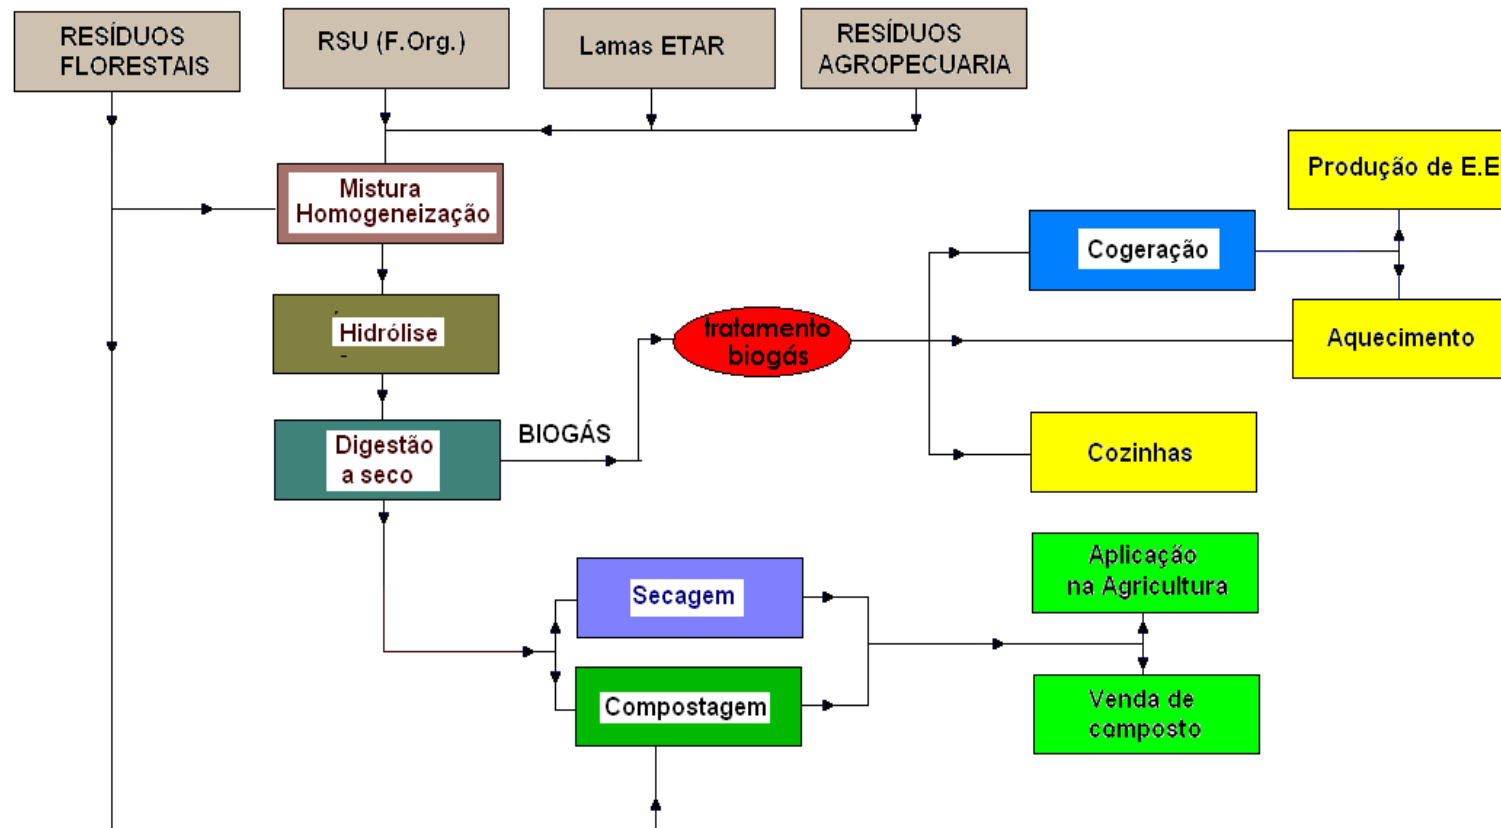 RESÍDUOS
FLORESTAIS
RSU (F.Org.)
Lamas ETAR
RESÍDUOS
AGROPECUARIA
Mistura
Homogeneização
Produção de E.E
Cogeração
Hidrólise
tratamento
biogás
Aquecimento
Digestão
a seco
BIOGÁS
Cozinhas
Secagem
Aplicação
na Agricultura
Compostagem
Venda de
composto